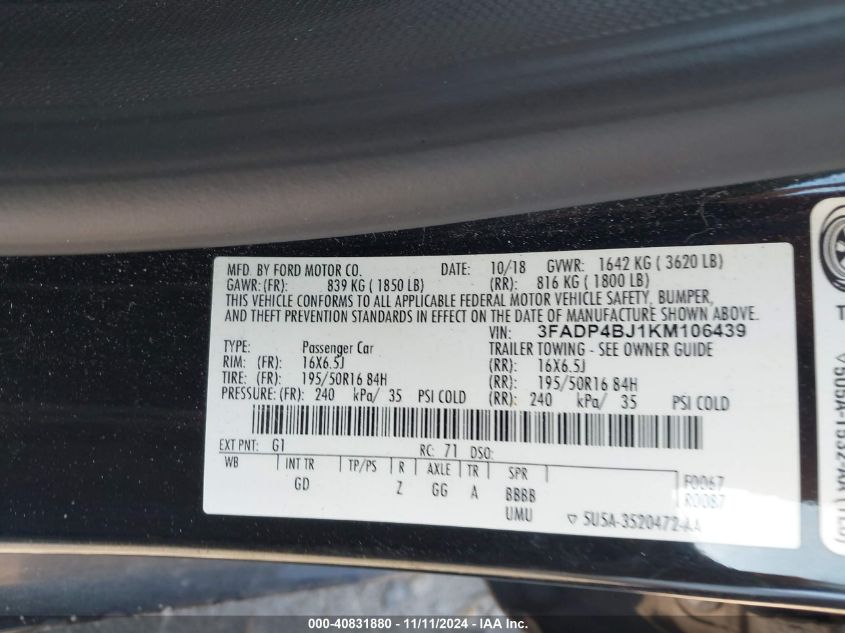 MFD. BY FORD MOTOR CO. DATE: 10/18 GVWR: 1642 KG ( 3620 LB)
GAWR: (FR): 839 KG ( 1850 LB) (RR): 816 KG ( 1800 LB)
THIS VEHICLE CONFORMS TO ALL APPLICABLE FEDERAL MOTOR VEHICLE SAFETY, BUMPER,
AND THEFT PREVENTION STANDARDS IN EFFECT ON THE DATE OF MANUFACTURE SHOWN ABOVE.
VIN: 3FADP4BJ1KM106439
TYPE: Passenger Car TRAILER TOWING - SEE OWNER GUIDE
RIM: (FR): 16X6.5J (RR): 16X6.5J
TIRE: (FR): 195/50R16 84H (RR): 195/50R16 84H
PRESSURE: (FR): 240 kPa/ 35 PSI COLD (RR): 240 kPa/ 35 PSI COLD
EXT PNT: G1 RC: 71 DSO:
WB INT TR TP/PS R AXLE TR SPR
GD Z GG A BBBB F0067
UMU R0087
▽ 5U5A-3520472-AA
000-40831880 - 11/11/2024 - IAA Inc.